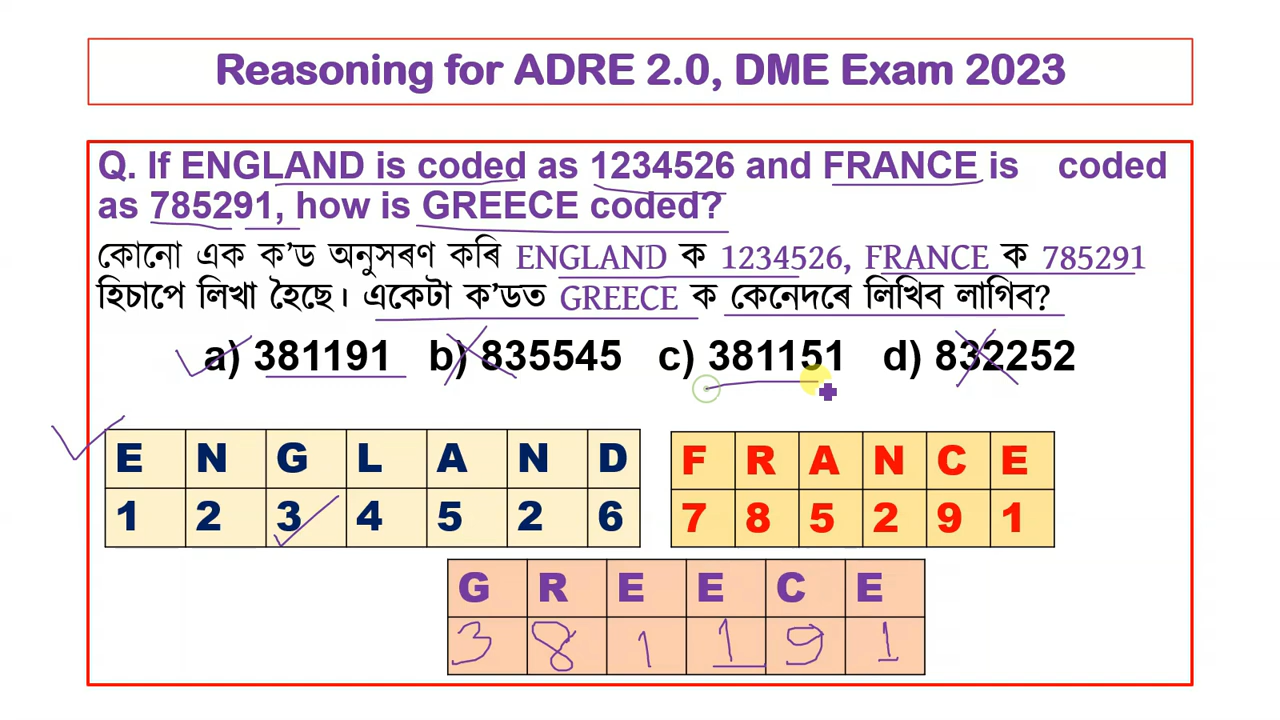 Reasoning for ADRE 2.0, DME Exam 2023
Q. If ENGLAND is coded as 1234526 and FRANCE is coded
as 785291, how is GREECE coded?
কোনো এক ক'ড অনুসৰণ কৰি ENGLAND ক 1234526, FRANCE ক 785291
হিচাপে লিখা হৈছে। একেটা ক'ডত GREECE ক কেনেদৰে লিখিব লাগিব?
a) 381191 b) 835545 c) 381151 d) 832252
E N G L A N D
1 2 3 4 5 2 6
F R A N C E
7 8 5 2 9 1
G R E E C E
3 8 1 1 9 1